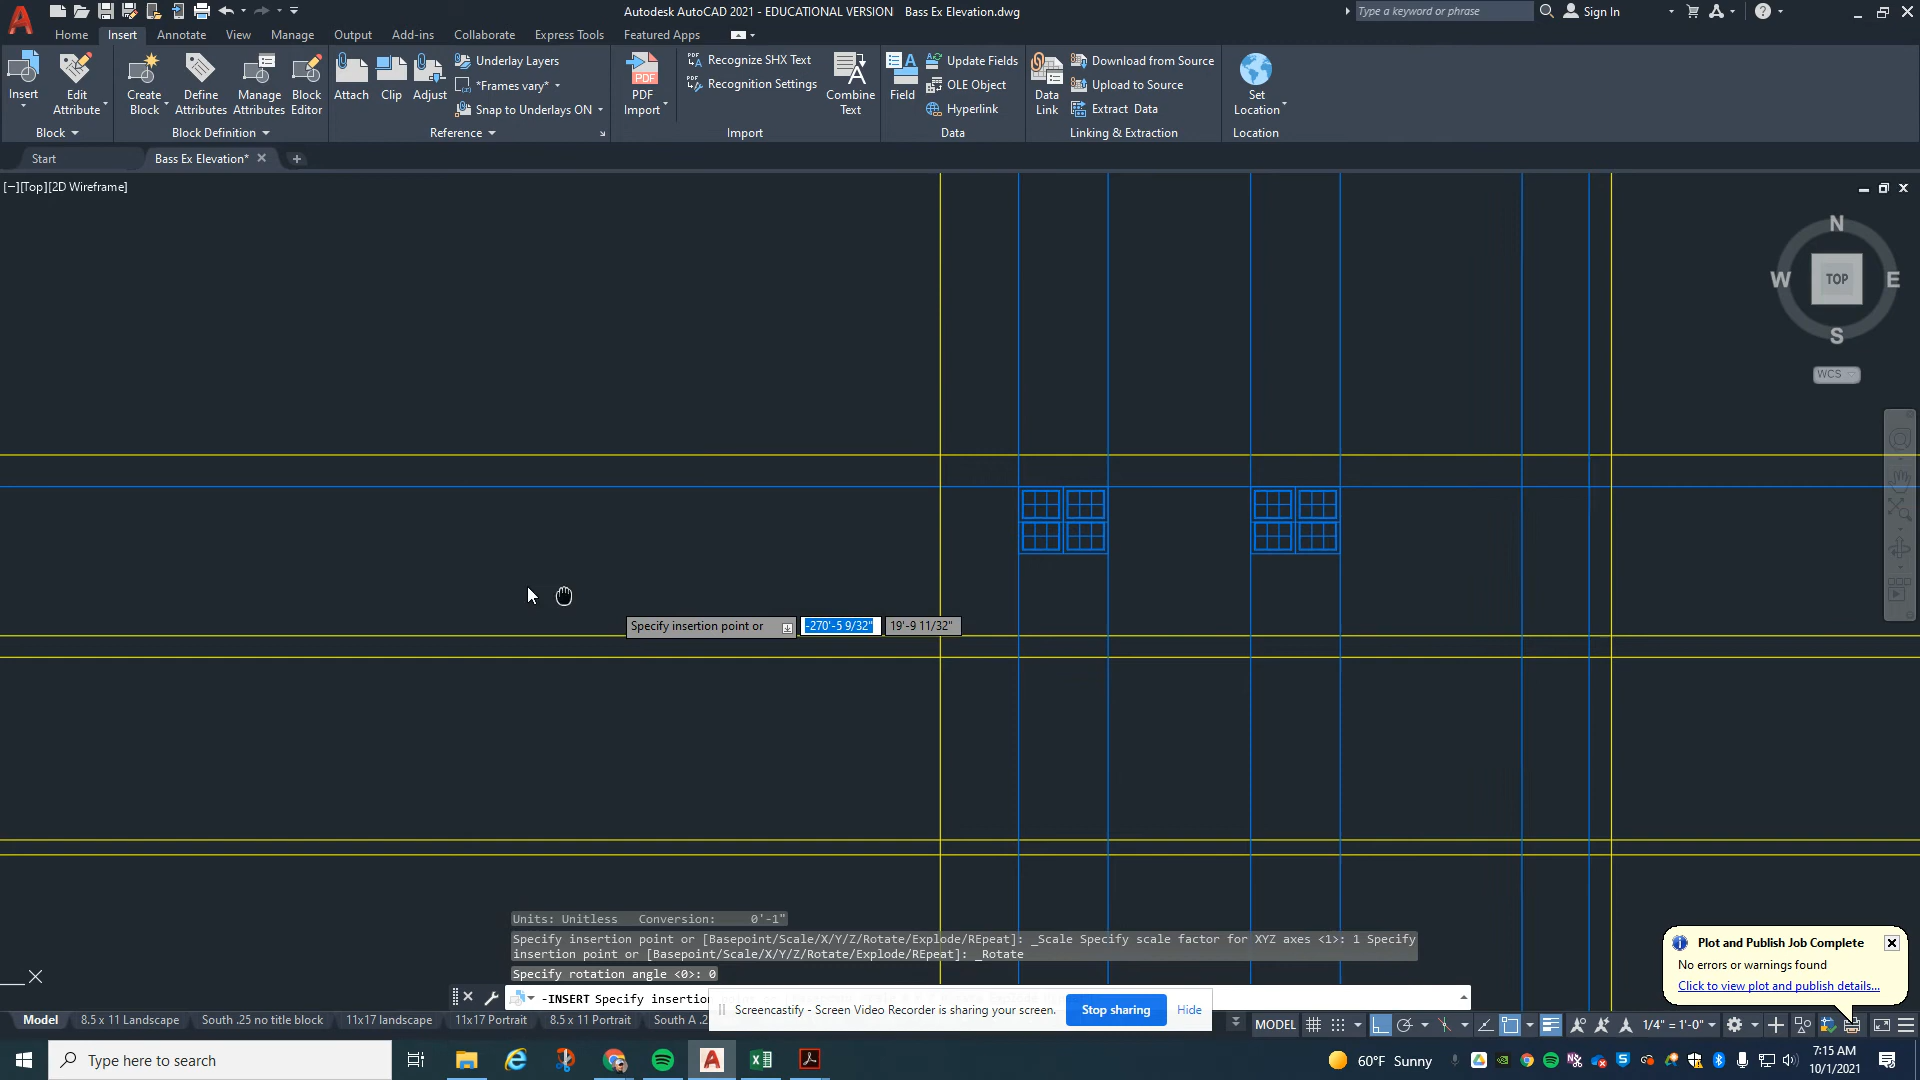 Autodesk AutoCAD 2021 - EDUCATIONAL VERSION Bass Ex Elevation.dwg
Type a keyword or phrase
Sign In
Home Insert Annotate View Manage Output Add-ins Collaborate Express Tools Featured Apps
Insert
Edit Attribute
Create Block
Define Attributes
Manage Attributes
Block Editor
Attach
Clip
Adjust
Underlay Layers
*Frames vary*
Snap to Underlays ON
PDF Import
Recognize SHX Text
Recognition Settings
Combine Text
Field
Update Fields
OLE Object
Hyperlink
Data Link
Download from Source
Upload to Source
Extract Data
Set Location
Block
Block Definition
Reference
Import
Data
Linking & Extraction
Location
Start
Bass Ex Elevation*
[−][Top][2D Wireframe]
N
W TOP E
S
WCS
Specify insertion point or -270'-5 9/32" 19'-9 11/32"
Units: Unitless Conversion: 0'-1"
Specify insertion point or [Basepoint/Scale/X/Y/Z/Rotate/Explode/REpeat]: _Scale Specify scale factor for XYZ axes <1>: 1 Specify
insertion point or [Basepoint/Scale/X/Y/Z/Rotate/Explode/REpeat]: _Rotate
Specify rotation angle <0>: 0
-INSERT Specify insertion
Plot and Publish Job Complete
No errors or warnings found
Click to view plot and publish details...
Screencastify - Screen Video Recorder is sharing your screen.
Stop sharing
Hide
Model 8.5 x 11 Landscape South .25 no title block 11x17 landscape 11x17 Portrait 8.5 x 11 Portrait South A .2
MODEL
1/4" = 1'-0"
Type here to search
60°F Sunny
7:15 AM
10/1/2021